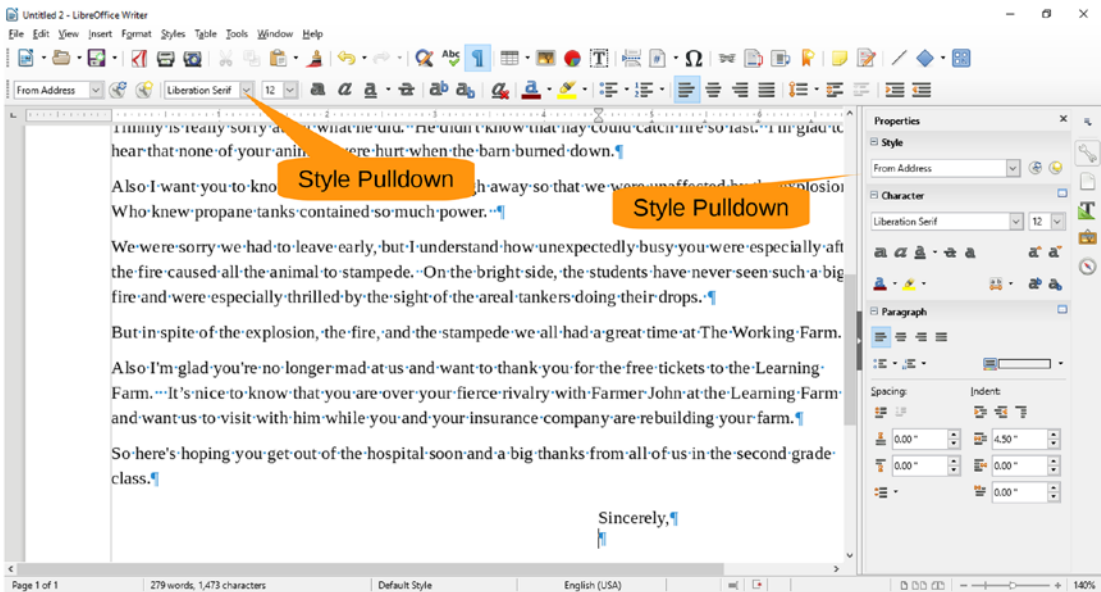 Untitled 2 - LibreOffice Writer
File Edit View Insert Format Styles Table Tools Window Help
From Address Liberation Serif 12
hear that none of your were hurt when the barn burned down.¶
Style Pulldown
Also I want you to away so that we were unaffected by the explosion
Style Pulldown
Who knew propane tanks contained so much power. ¶
We were sorry we had to leave early, but I understand how unexpectedly busy you were especially aft
the fire caused all the animal to stampede. On the bright side, the students have never seen such a big
fire and were especially thrilled by the sight of the areal tankers doing their drops. ¶
But in spite of the explosion, the fire, and the stampede we all had a great time at The Working Farm.
Also I'm glad you're no longer mad at us and want to thank you for the free tickets to the Learning
Farm. It's nice to know that you are over your fierce rivalry with Farmer John at the Learning Farm
and want us to visit with him while you and your insurance company are rebuilding your farm.¶
So here's hoping you get out of the hospital soon and a big thanks from all of us in the second grade
class.¶
Sincerely,¶
¶
Properties
Style
From Address
Character
Liberation Serif 12
Paragraph
Spacing: Indent:
0.00 " 4.50 "
0.00 " 0.00 "
0.00 "
Page 1 of 1 279 words, 1,473 characters Default Style English (USA) 140%